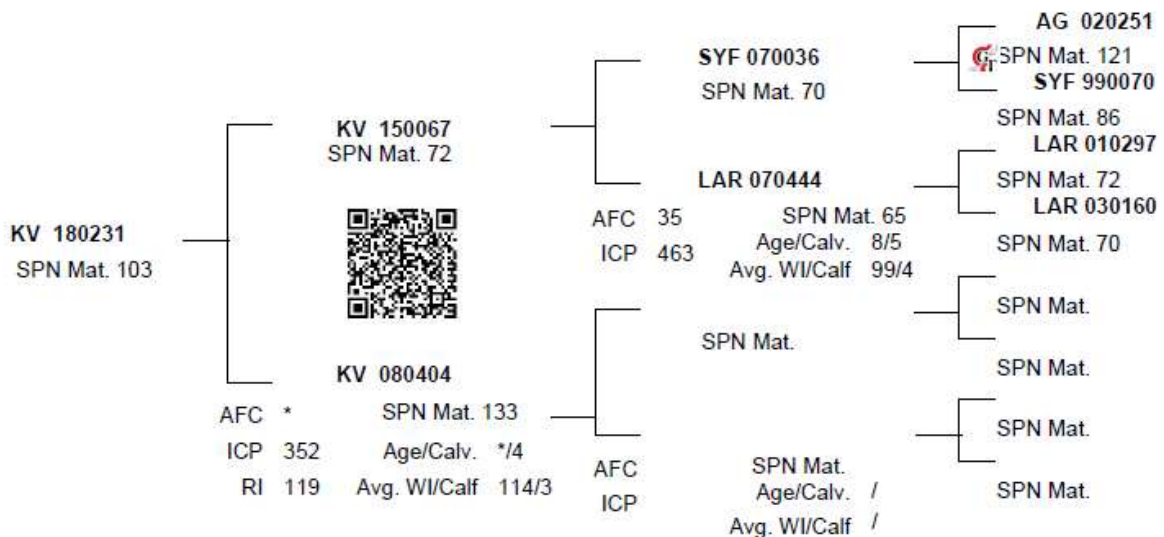 AG 020251
SYF 070036
SPN Mat. 121
SYF 990070
SPN Mat. 70
SPN Mat. 86
KV 150067
LAR 010297
SPN Mat. 72
LAR 070444
SPN Mat. 72
LAR 030160
AFC 35 SPN Mat. 65
KV 180231
Age/Calv. 8/5
SPN Mat. 70
ICP 463
SPN Mat. 103
Avg. WI/Calf 99/4
SPN Mat.
SPN Mat.
SPN Mat.
KV 080404
AFC * SPN Mat. 133
SPN Mat.
ICP 352 Age/Calv. */4
AFC SPN Mat.
RI 119 Avg. WI/Calf 114/3
Age/Calv. /
SPN Mat.
ICP
Avg. WI/Calf /